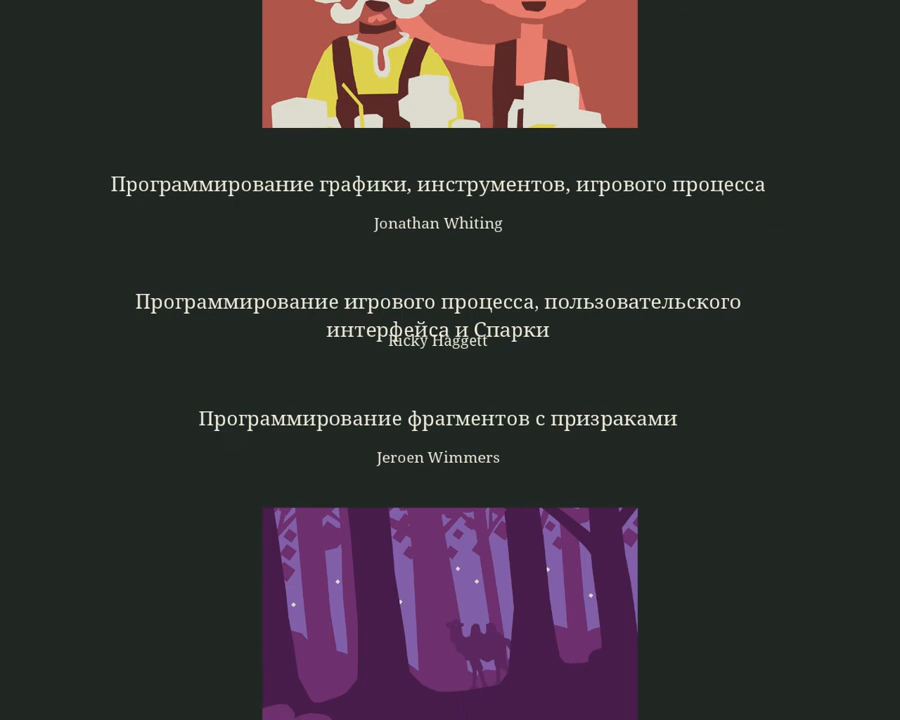 Программирование графики, инструментов, игрового процесса
Jonathan Whiting
Программирование игрового процесса, пользовательского
интерфейса и Спарки
Ricky Haggett
Программирование фрагментов с призраками
Jeroen Wimmers